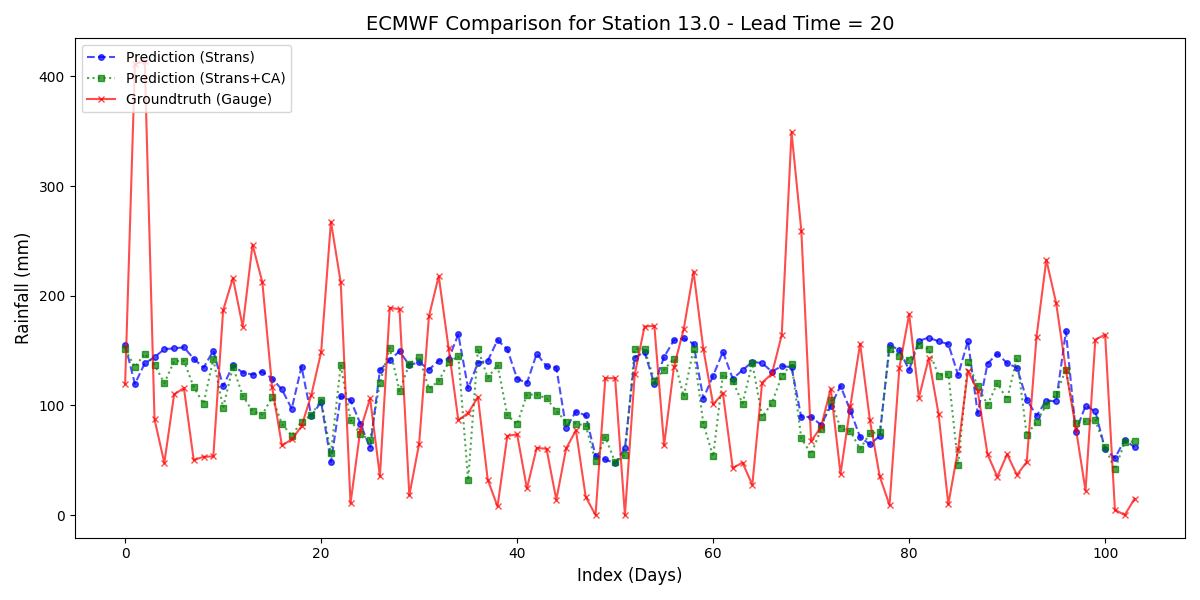 ECMWF Comparison for Station 13.0 - Lead Time = 20
Prediction (Strans)
Prediction (Strans+CA)
Groundtruth (Gauge)
Rainfall (mm)
400
300
200
100
0
0 20 40 60 80 100
Index (Days)